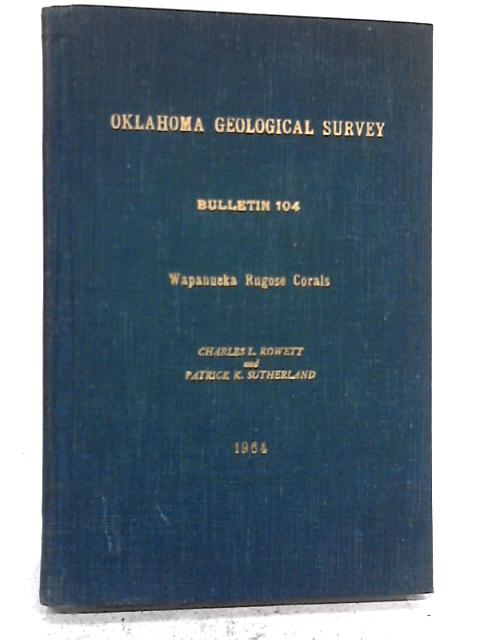 OKLAHOMA GEOLOGICAL SURVEY
BULLETIN 104
Wapanucka Rugose Corals
CHARLES L. ROWETT
and
PATRICK K. SUTHERLAND
1964